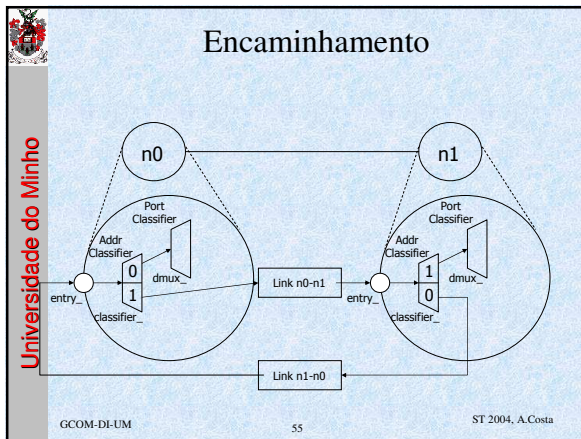 Encaminhamento
Universidade do Minho
n0
n1
Port
Classifier
Addr
Classifier
0
1
dmux_
entry_
classifier_
Link n0-n1
Port
Classifier
Addr
Classifier
1
0
dmux_
entry_
classifier_
Link n1-n0
GCOM-DI-UM
55
ST 2004, A.Costa